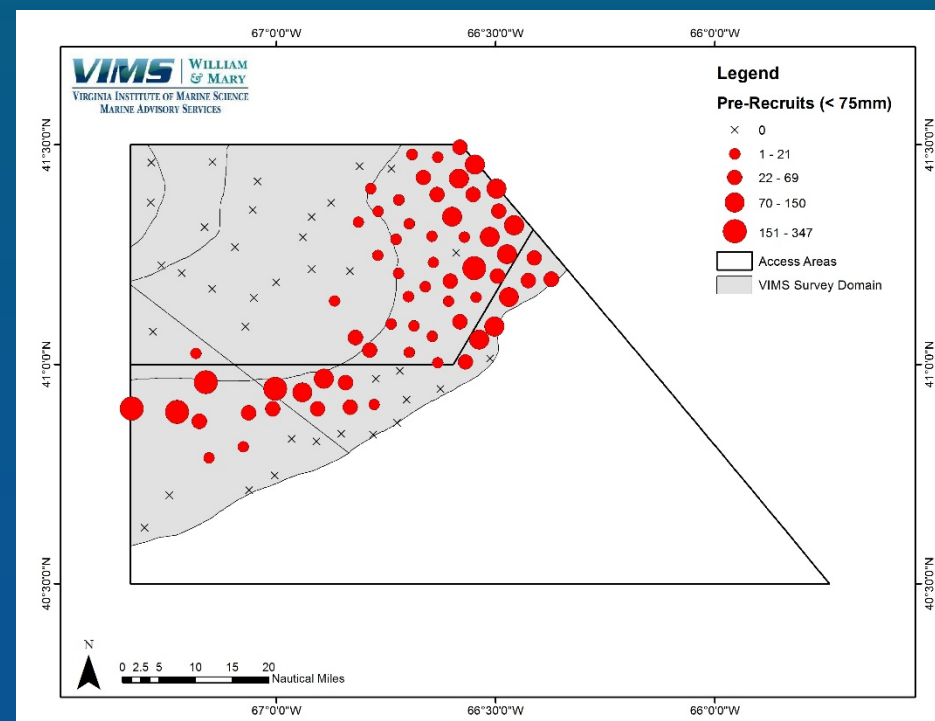 67°0'0"W 66°30'0"W 66°0'0"W
VIMS WILLIAM
& MARY
VIRGINIA INSTITUTE OF MARINE SCIENCE
MARINE ADVISORY SERVICES
Legend
Pre-Recruits (< 75mm)
0
1 - 21
22 - 69
70 - 150
151 - 347
Access Areas
VIMS Survey Domain
41°30'0"N 41°30'0"N
41°0'0"N 41°0'0"N
40°30'0"N 40°30'0"N
N
0 2.5 5 10 15 20
Nautical Miles
67°0'0"W 66°30'0"W 66°0'0"W